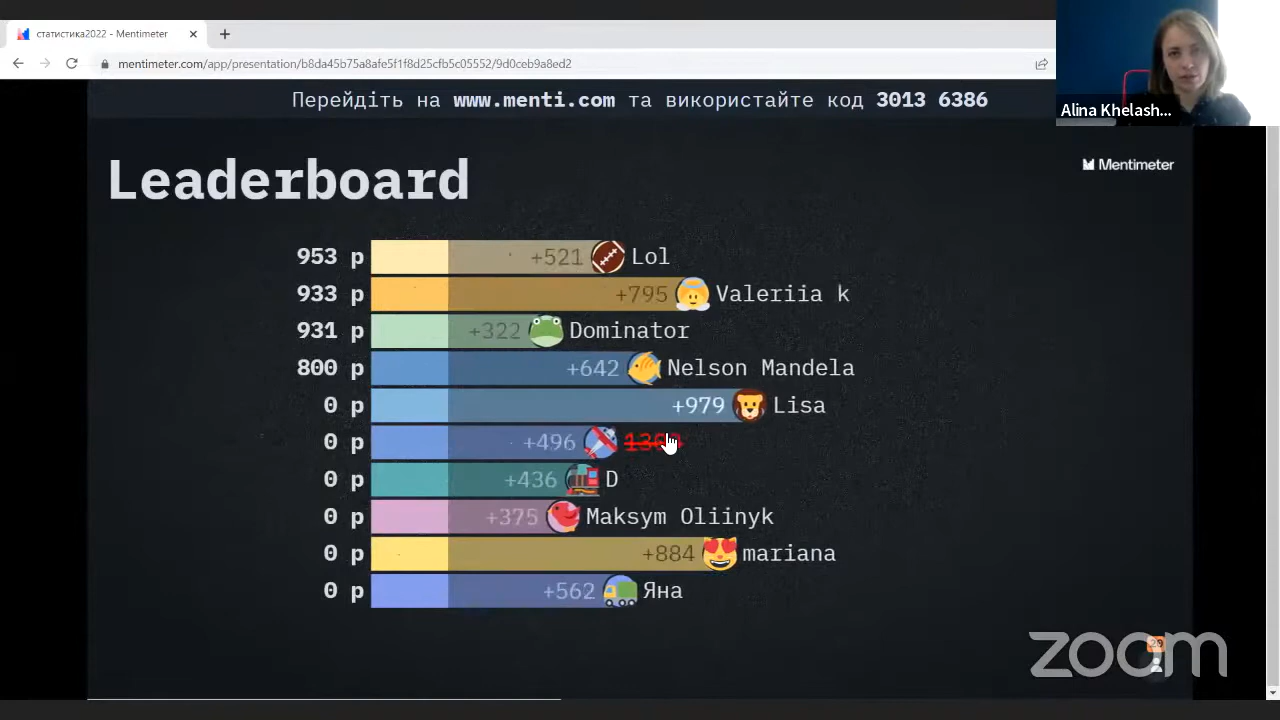 статистика2022 - Mentimeter
mentimeter.com/app/presentation/b8da45b75a8afe5f1f8d25cfb5c03552/9d0ceb9a8ed2
Перейдіть на www.menti.com та використайте код 3013 6386
Alina Khelash...
Mentimeter
Leaderboard
953 p +521 Lol
933 p +795 Valeriia k
931 p +322 Dominator
800 p +642 Nelson Mandela
0 p +979 Lisa
0 p +496
0 p +436 D
0 p +375 Maksym Oliinyk
0 p +884 mariana
0 p +562 Яна
zoom